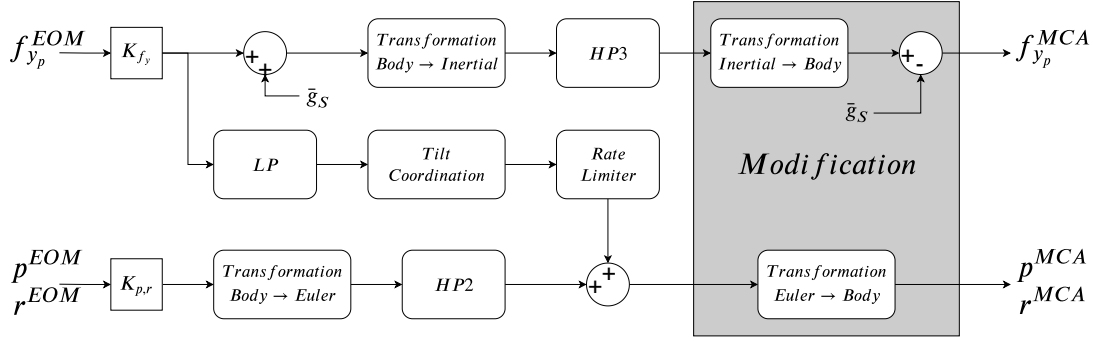 f_{y_p}^{EOM}
K_{f_y}
+
+
ḡ_S
Transformation
Body → Inertial
HP3
Transformation
Inertial → Body
+
-
ḡ_S
f_{y_p}^{MCA}
LP
Tilt
Coordination
Rate
Limiter
Modification
p^{EOM}
r^{EOM}
K_{p,r}
Transformation
Body → Euler
HP2
+
+
Transformation
Euler → Body
p^{MCA}
r^{MCA}